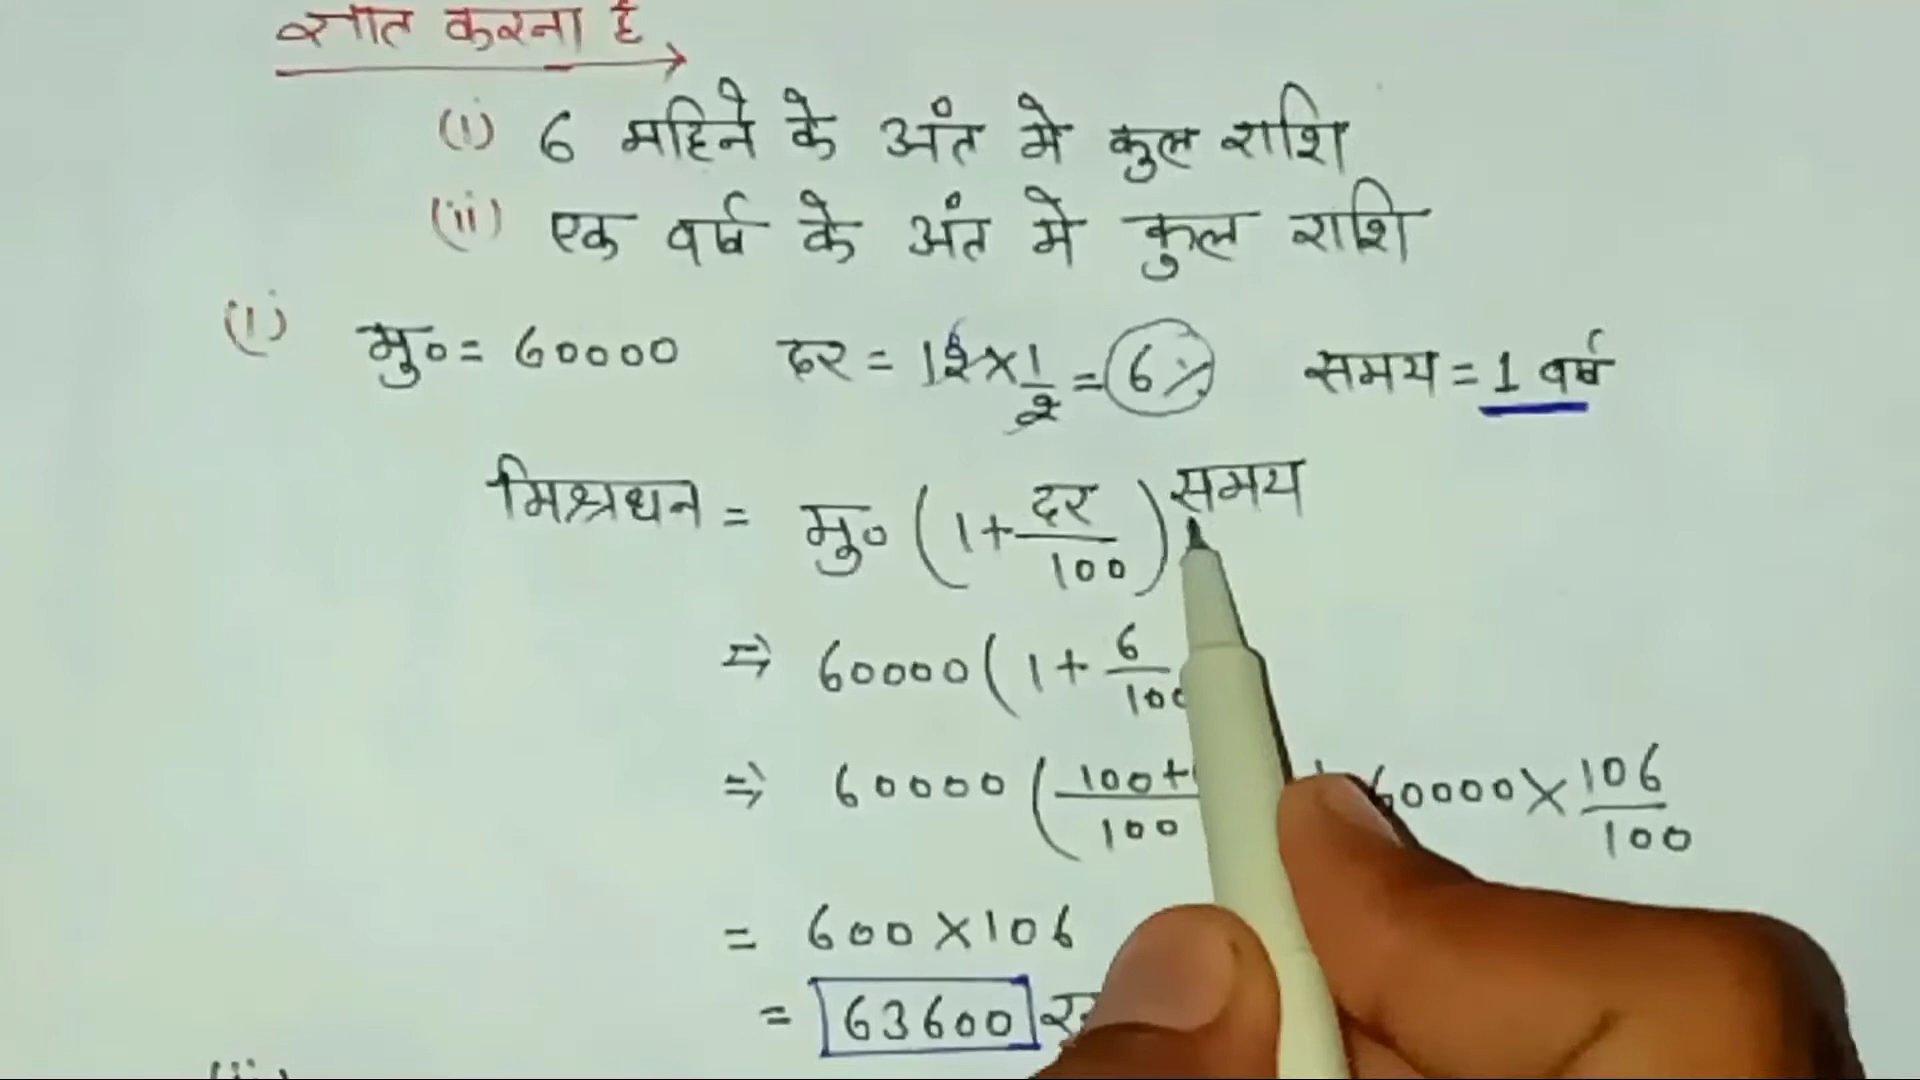 ज्ञात करना है
(i) 6 महिने के अंत मे कुल राशि
(ii) एक वर्ष के अंत मे कुल राशि
(i) मु० = 60000 दर = 12 × 1/2 = 6% समय = 1 वर्ष
मिश्रधन = मु० (1 + दर/100)^समय
⇒ 60000 (1 + 6/100
⇒ 60000 (100+/100 60000 × 106/100
= 600 × 106
= 63600